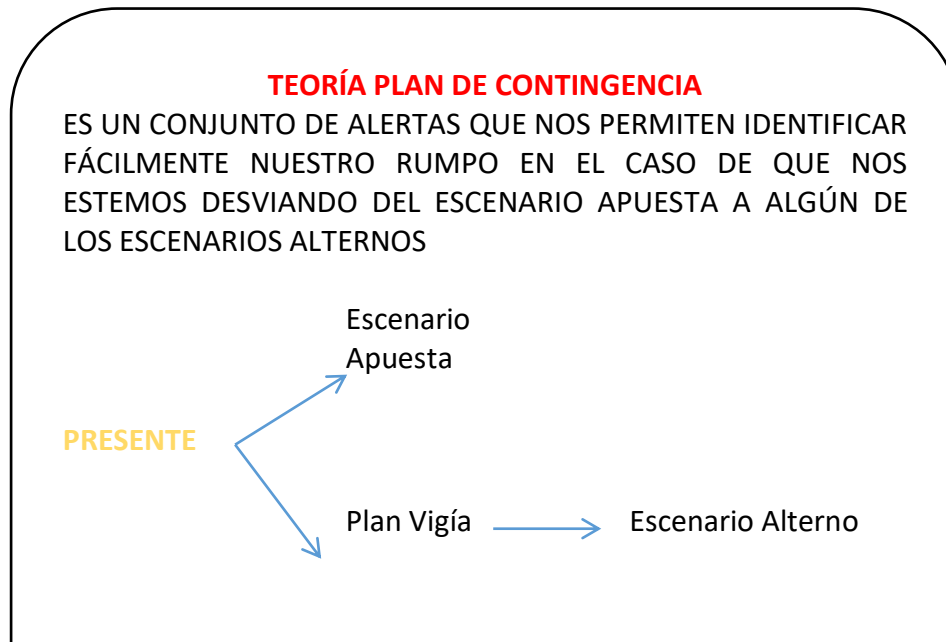 TEORÍA PLAN DE CONTINGENCIA
ES UN CONJUNTO DE ALERTAS QUE NOS PERMITEN IDENTIFICAR
FÁCILMENTE NUESTRO RUMPO EN EL CASO DE QUE NOS
ESTEMOS DESVIANDO DEL ESCENARIO APUESTA A ALGÚN DE
LOS ESCENARIOS ALTERNOS
Escenario
Apuesta
PRESENTE
Plan Vigía
Escenario Alterno